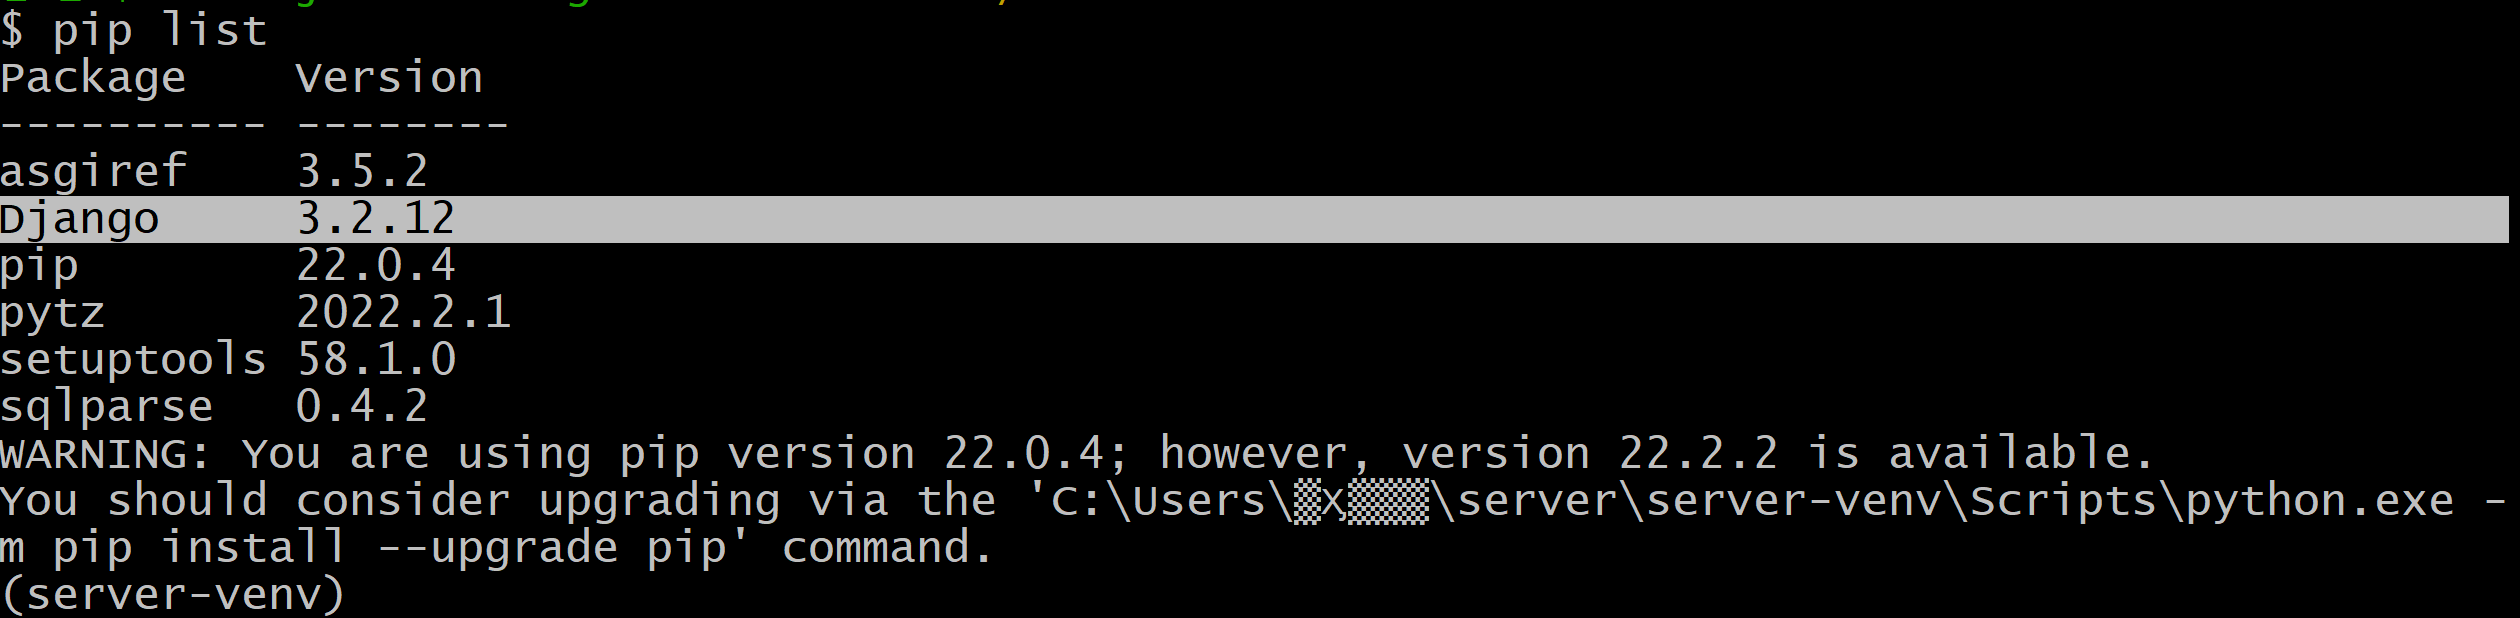 $ pip list
Package    Version
---------- --------
asgiref    3.5.2
Django     3.2.12
pip        22.0.4
pytz       2022.2.1
setuptools 58.1.0
sqlparse   0.4.2
WARNING: You are using pip version 22.0.4; however, version 22.2.2 is available.
You should consider upgrading via the 'C:\Users\▒ҳ▒▒▒\server\server-venv\Scripts\python.exe -
m pip install --upgrade pip' command.
(server-venv)